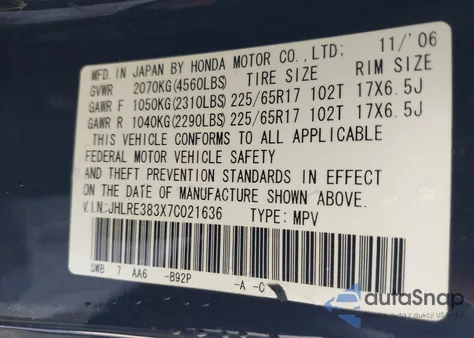 MFD. IN JAPAN BY HONDA MOTOR CO., LTD; 11/'06
GVWR 2070KG(4560LBS) TIRE SIZE RIM SIZE
GAWR F 1050KG(2310LBS) 225/65R17 102T 17X6.5J
GAWR R 1040KG(2290LBS) 225/65R17 102T 17X6.5J
THIS VEHICLE CONFORMS TO ALL APPLICABLE
FEDERAL MOTOR VEHICLE SAFETY
AND THEFT PREVENTION STANDARDS IN EFFECT
ON THE DATE OF MANUFACTURE SHOWN ABOVE.
V.I.N:JHLRE383X7C021636 TYPE: MPV
SWB 7 AA6 -B92P -A -C
autoSnap